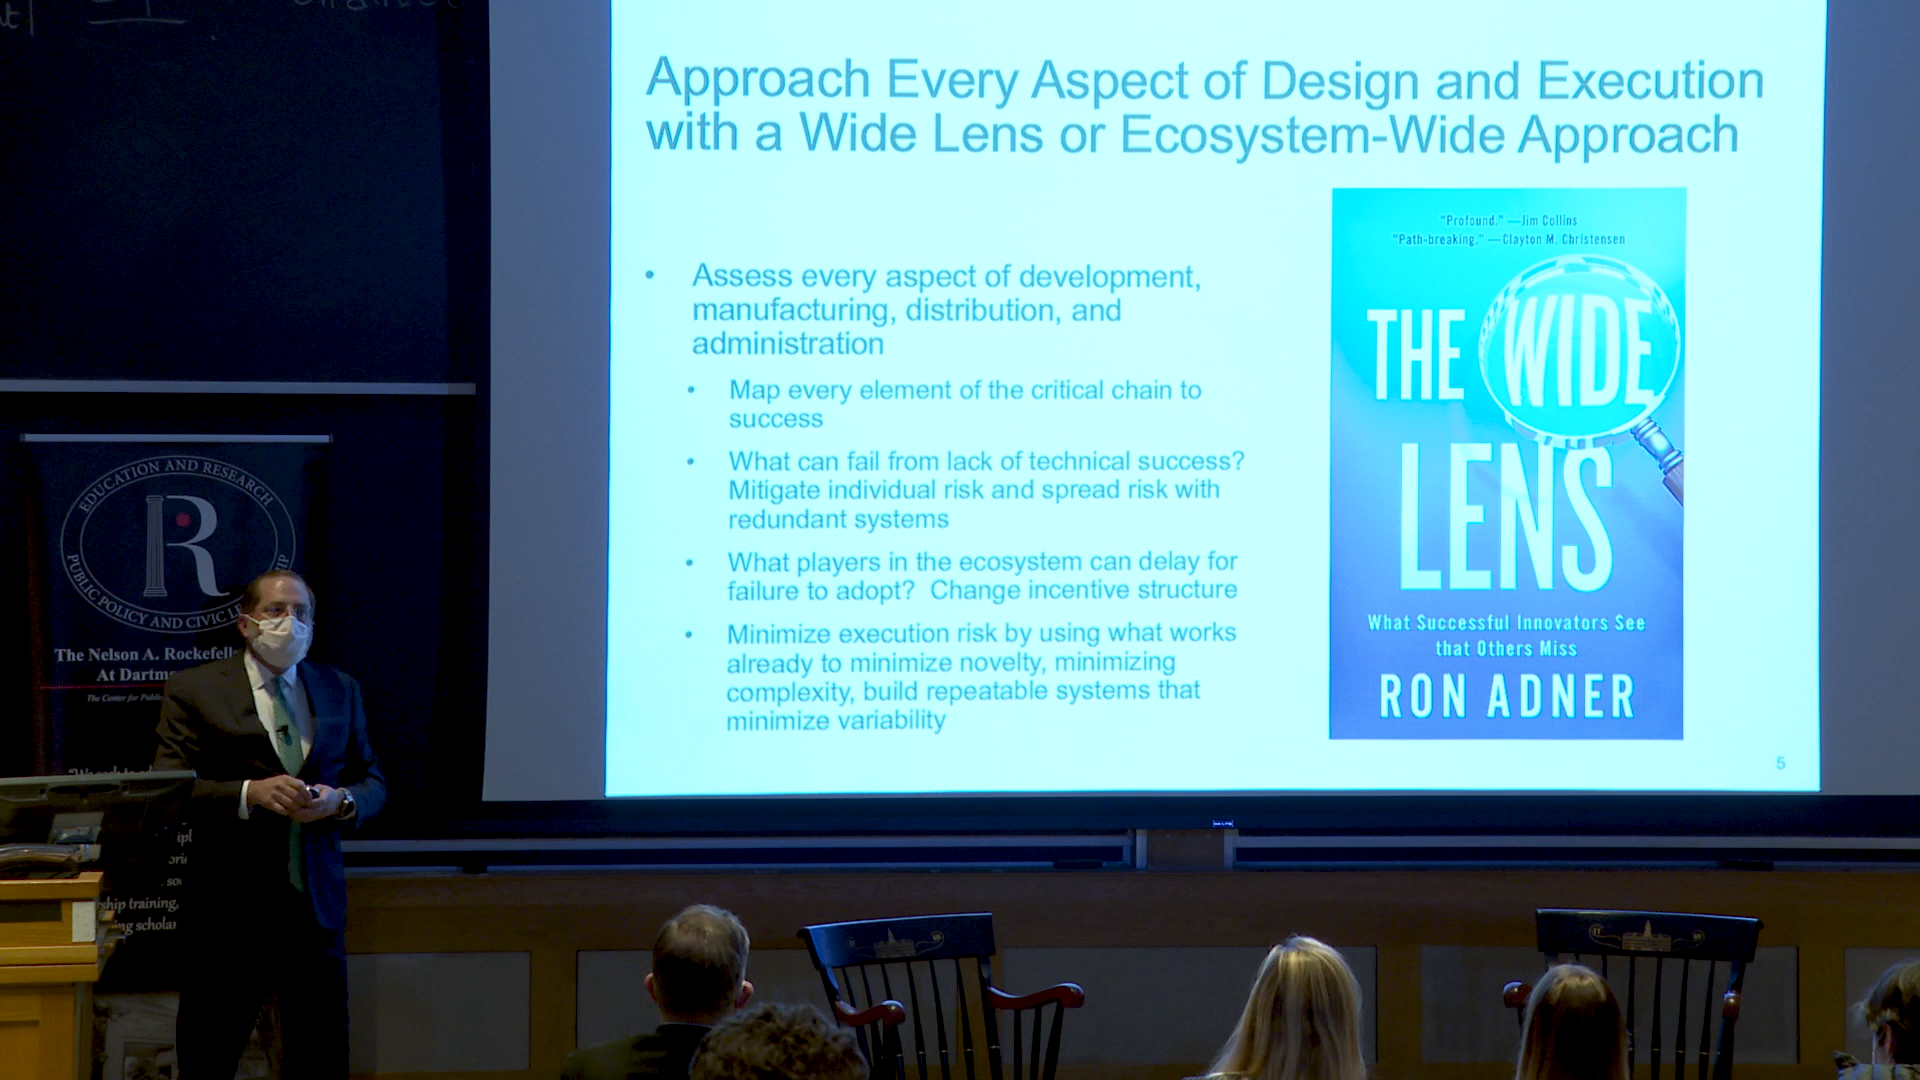 Approach Every Aspect of Design and Execution
with a Wide Lens or Ecosystem-Wide Approach
• Assess every aspect of development,
manufacturing, distribution, and
administration
• Map every element of the critical chain to
success
• What can fail from lack of technical success?
Mitigate individual risk and spread risk with
redundant systems
• What players in the ecosystem can delay for
failure to adopt? Change incentive structure
• Minimize execution risk by using what works
already to minimize novelty, minimizing
complexity, build repeatable systems that
minimize variability
"Profound." —Jim Collins
"Path-breaking." —Clayton M. Christensen
THE WIDE
LENS
What Successful Innovators See
that Others Miss
RON ADNER
5
EDUCATION AND RESEARCH
R
PUBLIC POLICY AND CIVIC
The Nelson A.
At
The Center for
ship training,